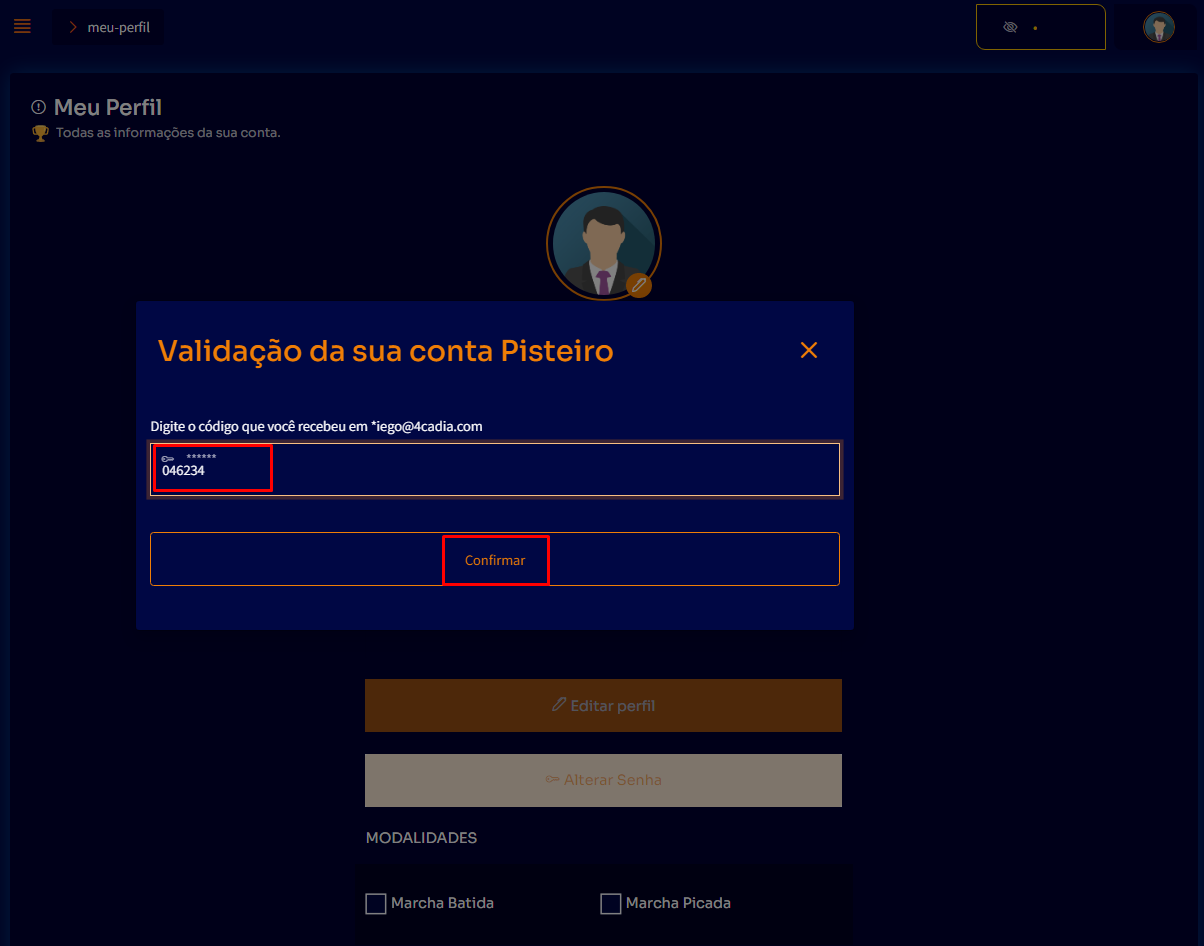 meu-perfil
Meu Perfil
Todas as informações da sua conta.
Validação da sua conta Pisteiro
Digite o código que você recebeu em *iego@4cadia.com
******
046234
Confirmar
Editar perfil
Alterar Senha
MODALIDADES
Marcha Batida
Marcha Picada